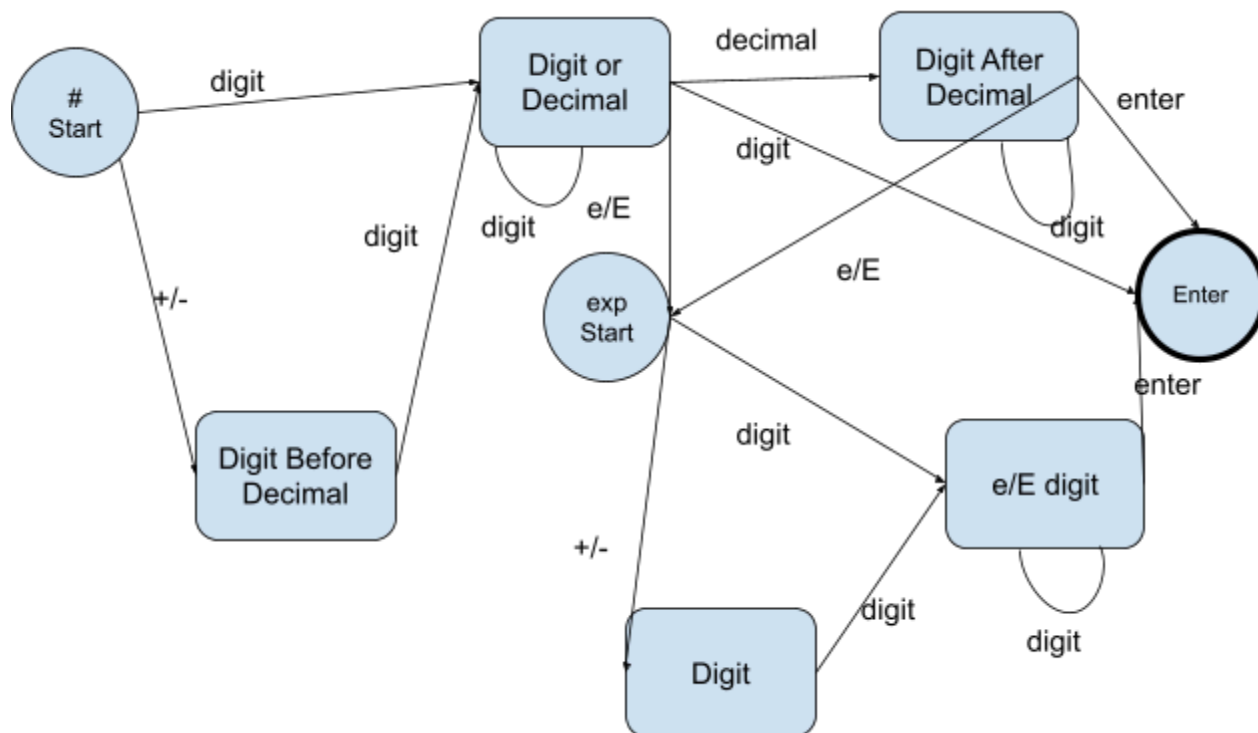 #
Start
digit
Digit or
Decimal
decimal
Digit After
Decimal
enter
digit
digit
digit
e/E
digit
e/E
+/-
exp
Start
Enter
enter
Digit Before
Decimal
digit
e/E digit
+/-
digit
digit
Digit